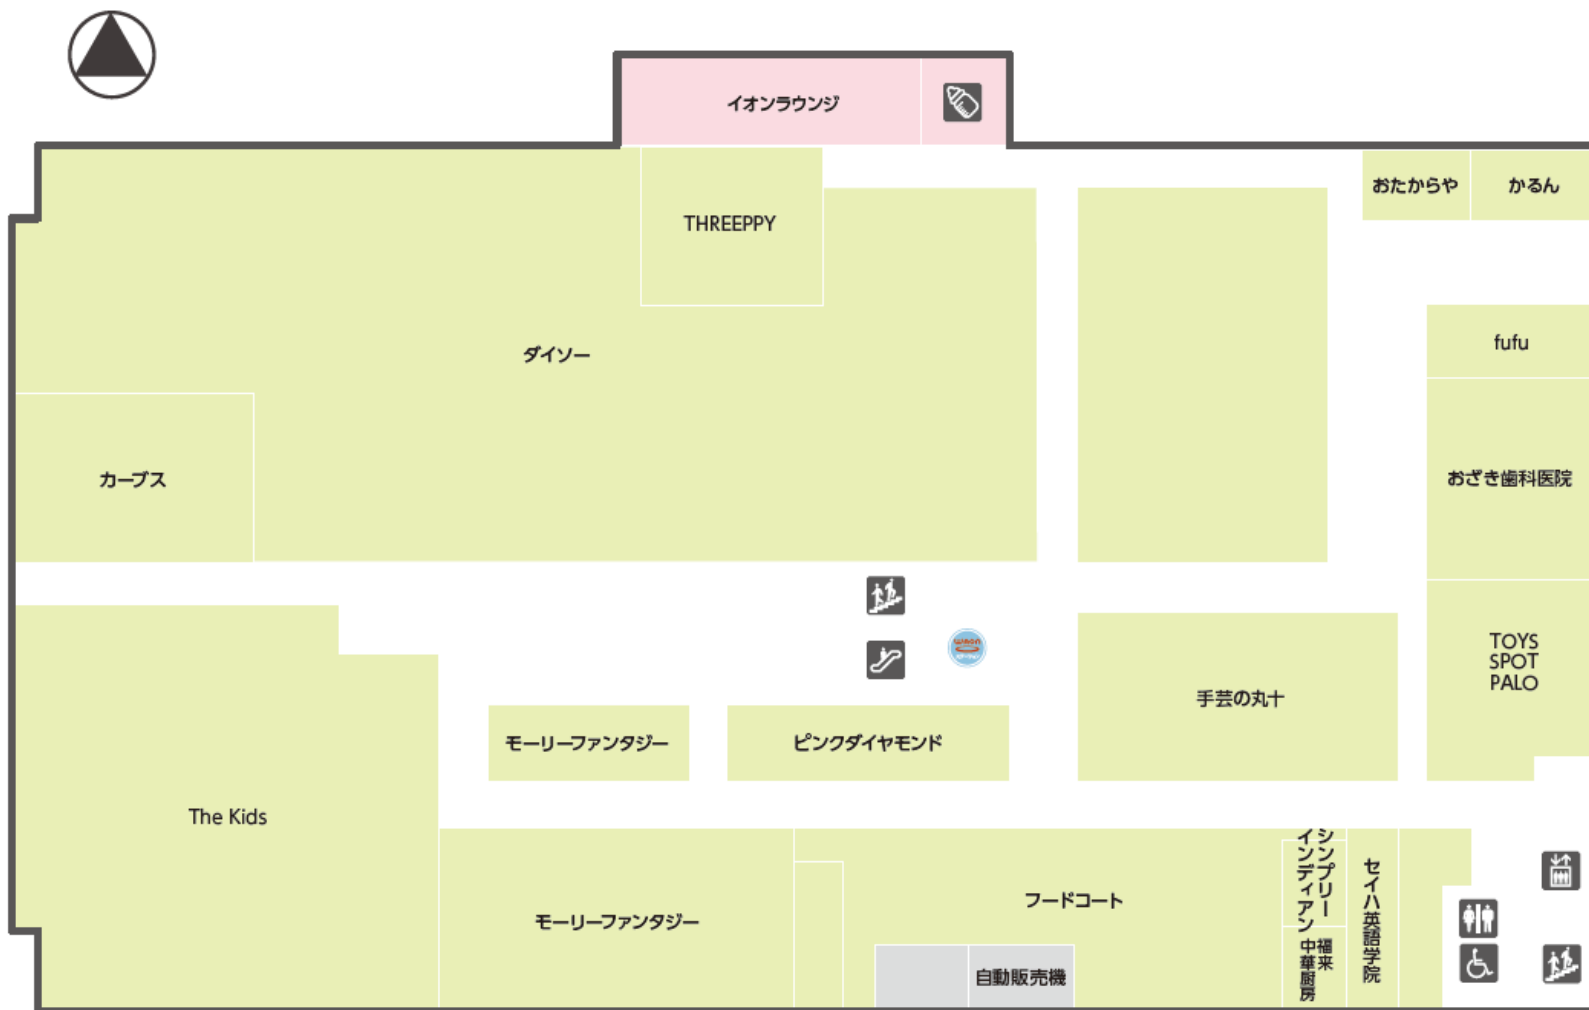 イオンラウンジ
おたからや
かるん
THREEPPY
fufu
ダイソー
カーブス
おざき歯科医院
TOYS
SPOT
PALO
手芸の丸十
モーリーファンタジー
ピンクダイヤモンド
The Kids
モーリーファンタジー
フードコート
自動販売機
シンプリー
インディアン
福来
中華厨房
セイハ英語学院